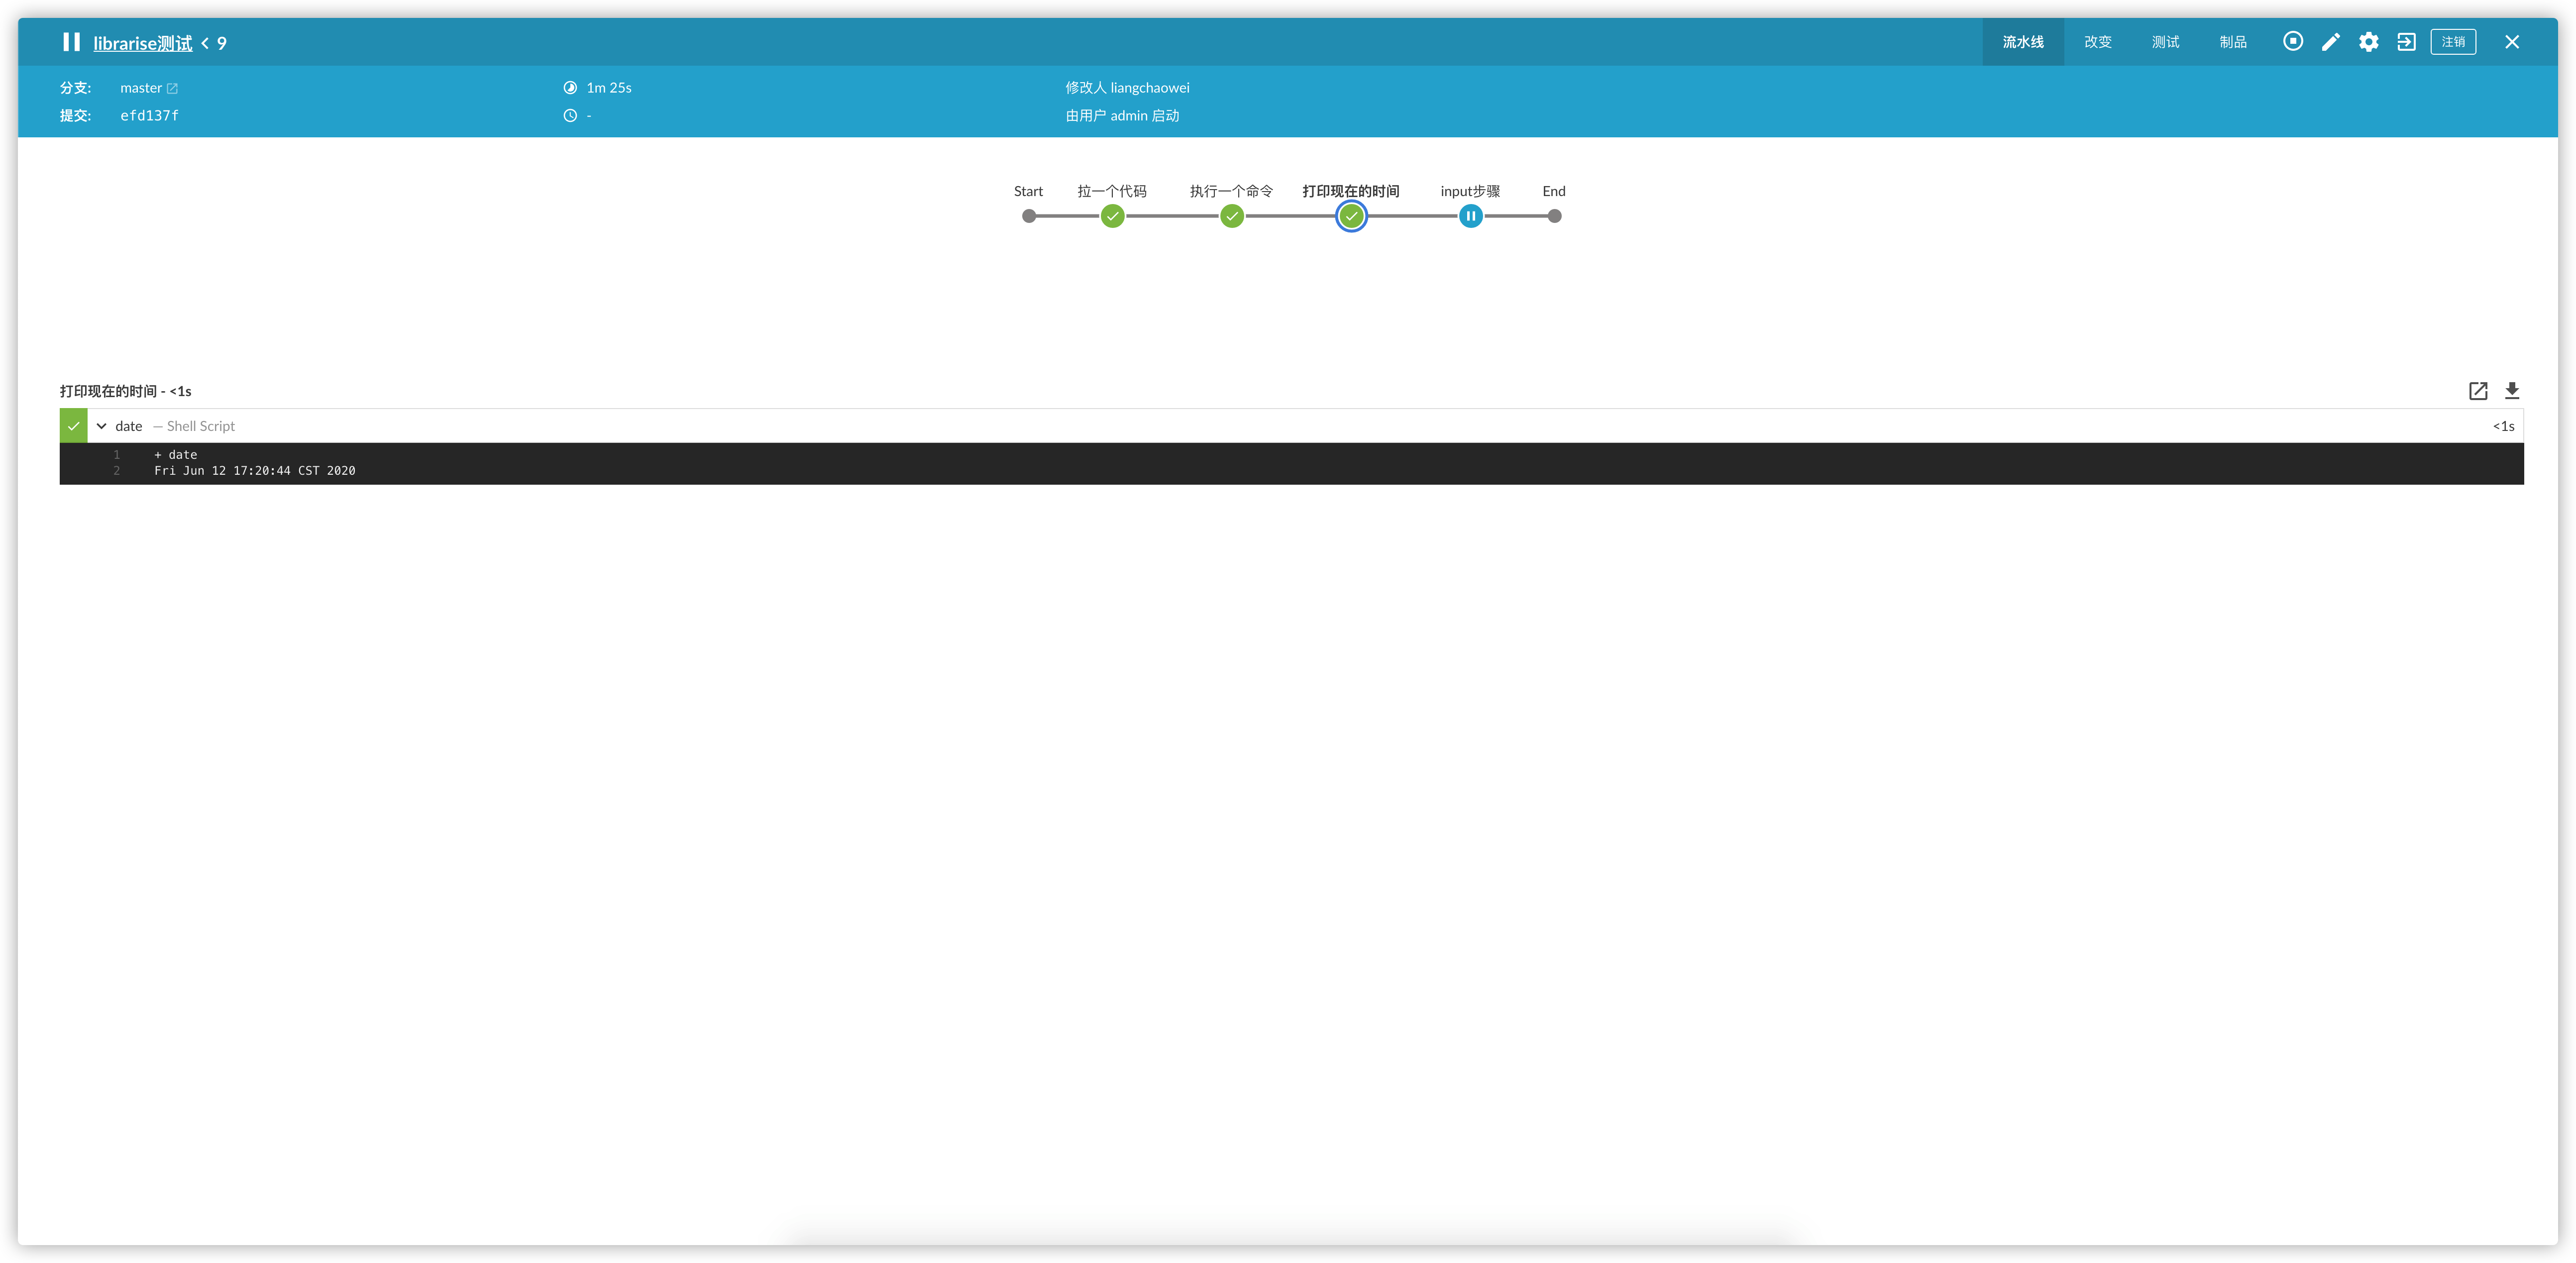 librarise测试 < 9
流水线 改变 测试 制品 注销
分支: master 1m 25s 修改人 liangchaowei
提交: efd137f - 由用户 admin 启动
Start 拉一个代码 执行一个命令 打印现在的时间 input步骤 End
打印现在的时间 - <1s
date — Shell Script <1s
1 + date
2 Fri Jun 12 17:20:44 CST 2020